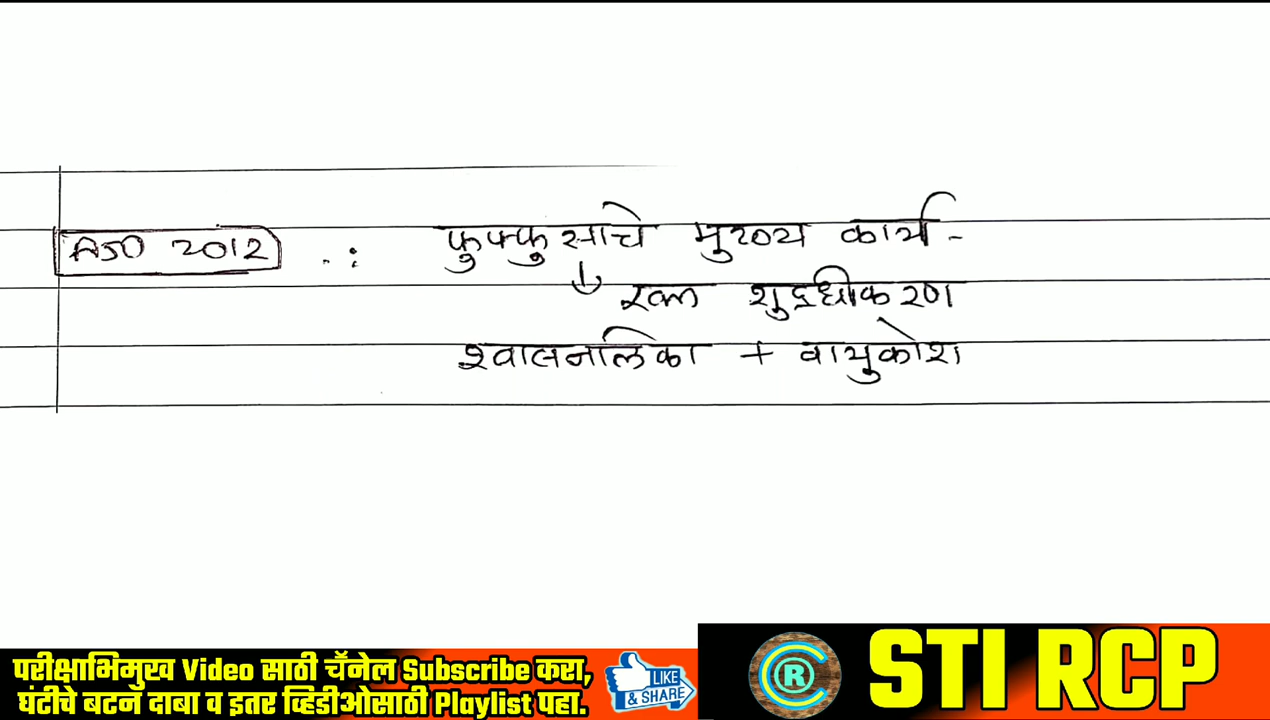 ASO 2012 .: फुफ्फुसाचे मुख्य कार्य -
↓ रक्त शुद्धीकरण
श्वासनलिका + वायुकोश
परीक्षाभिमुख Video साठी चॅनेल Subscribe करा,
घंटीचे बटन दाबा व इतर व्हिडीओसाठी Playlist पहा.
LIKE
& SHARE
R
STI RCP